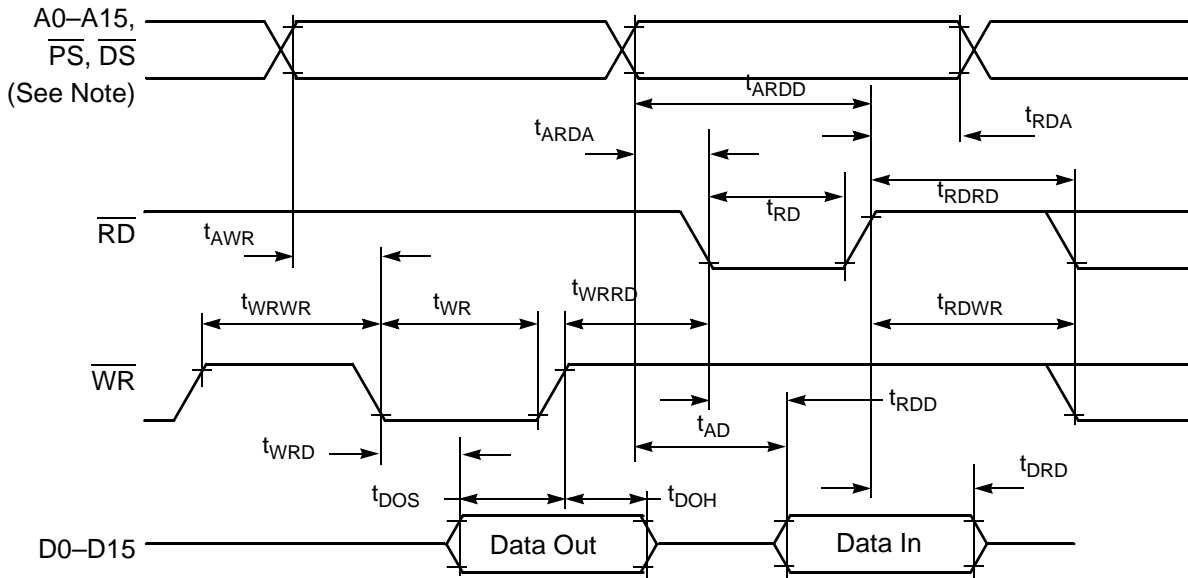 A0–A15,
PS, DS
(See Note)
tARDD
tRDA
tARDA
tRD
tRDRD
RD
tAWR
tWRWR
tWR
tWRRD
tRDWR
WR
tRDD
tAD
tWRD
tDRD
tDOS
tDOH
D0–D15
Data Out
Data In